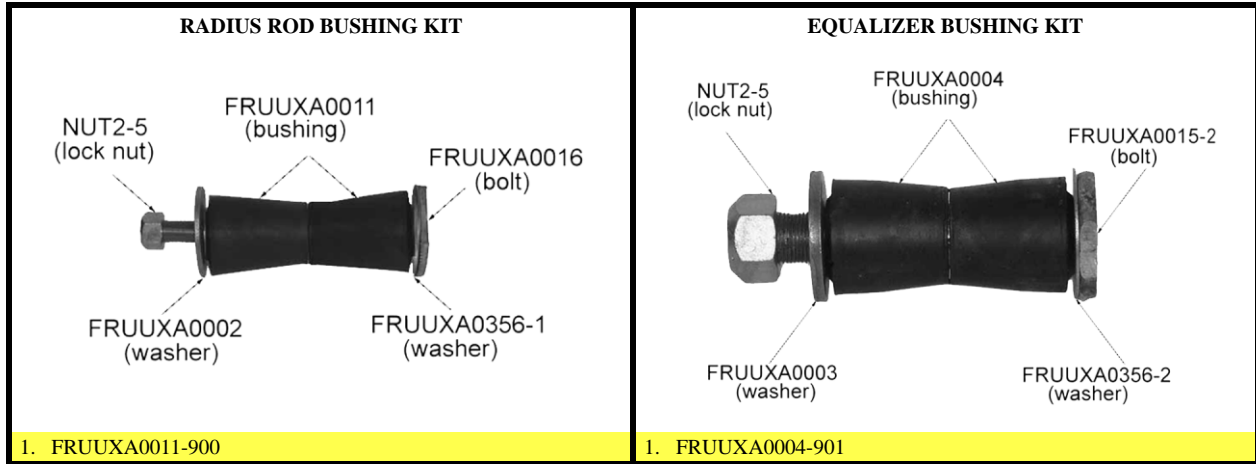 RADIUS ROD BUSHING KIT
NUT2-5
(lock nut)
FRUUXA0011
(bushing)
FRUUXA0016
(bolt)
FRUUXA0002
(washer)
FRUUXA0356-1
(washer)
1. FRUUXA0011-900
EQUALIZER BUSHING KIT
NUT2-5
(lock nut)
FRUUXA0004
(bushing)
FRUUXA0015-2
(bolt)
FRUUXA0003
(washer)
FRUUXA0356-2
(washer)
1. FRUUXA0004-901